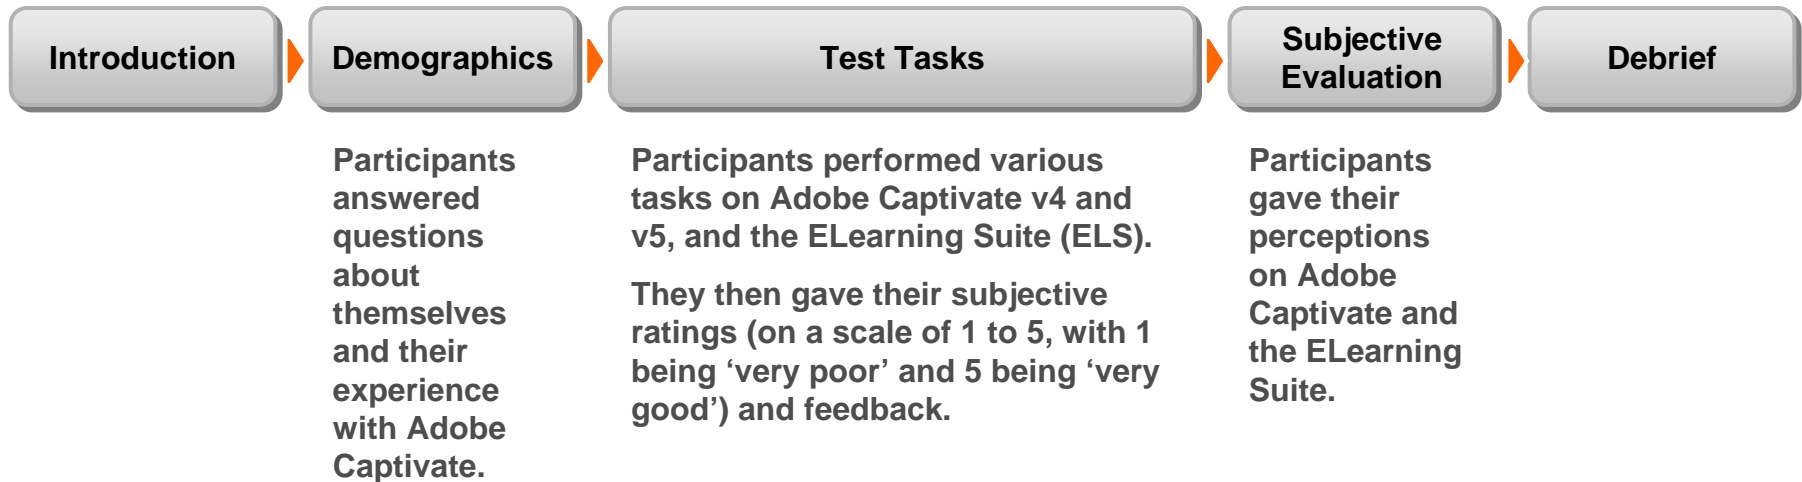 Introduction
Demographics
Test Tasks
Subjective
Evaluation
Debrief
Participants
answered
questions
about
themselves
and their
experience
with Adobe
Captivate.
Participants performed various
tasks on Adobe Captivate v4 and
v5, and the ELearning Suite (ELS).
They then gave their subjective
ratings (on a scale of 1 to 5, with 1
being ‘very poor’ and 5 being ‘very
good’) and feedback.
Participants
gave their
perceptions
on Adobe
Captivate and
the ELearning
Suite.